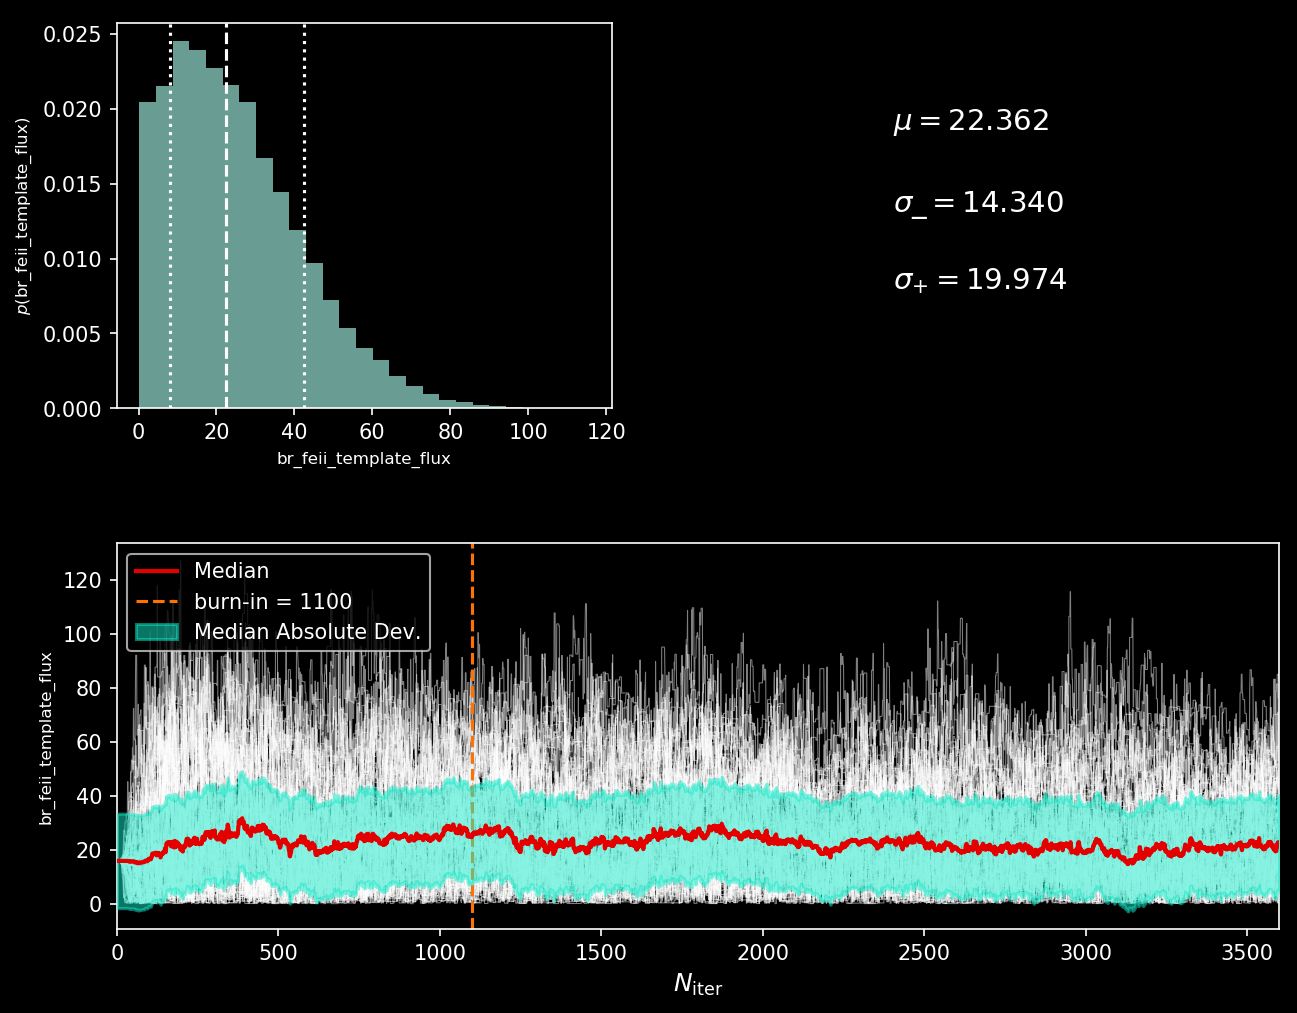 0.025
0.020
0.015
0.010
0.005
0.000
p(br_feii_template_flux)
0 20 40 60 80 100 120
br_feii_template_flux
μ = 22.362
σ_ = 14.340
σ+ = 19.974
Median
burn-in = 1100
Median Absolute Dev.
120
100
80
60
40
20
0
br_feii_template_flux
0 500 1000 1500 2000 2500 3000 3500
Niter